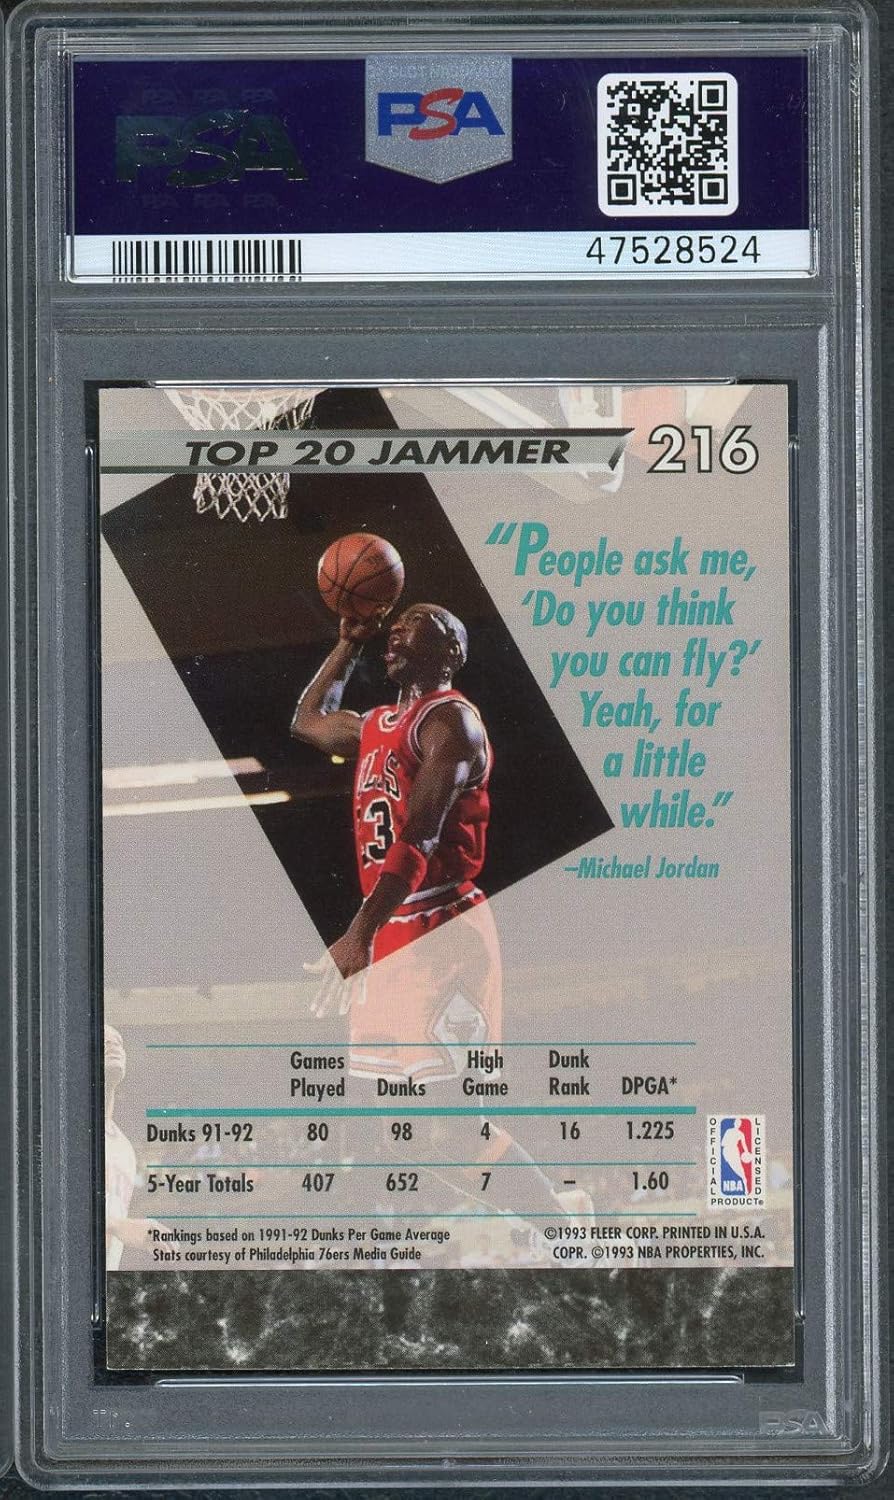 PSA
PSA
47528524
TOP 20 JAMMER 216
"People ask me,
'Do you think
you can fly?'
Yeah, for
a little
while."
–Michael Jordan
Games Played Dunks High Game Dunk Rank DPGA*
Dunks 91-92 80 98 4 16 1.225
5-Year Totals 407 652 7 – 1.60
*Rankings based on 1991-92 Dunks Per Game Average
Stats courtesy of Philadelphia 76ers Media Guide
©1993 FLEER CORP. PRINTED IN U.S.A.
COPR. ©1993 NBA PROPERTIES, INC.
OFFICIAL LICENSED
NBA
PRODUCT®
PSA